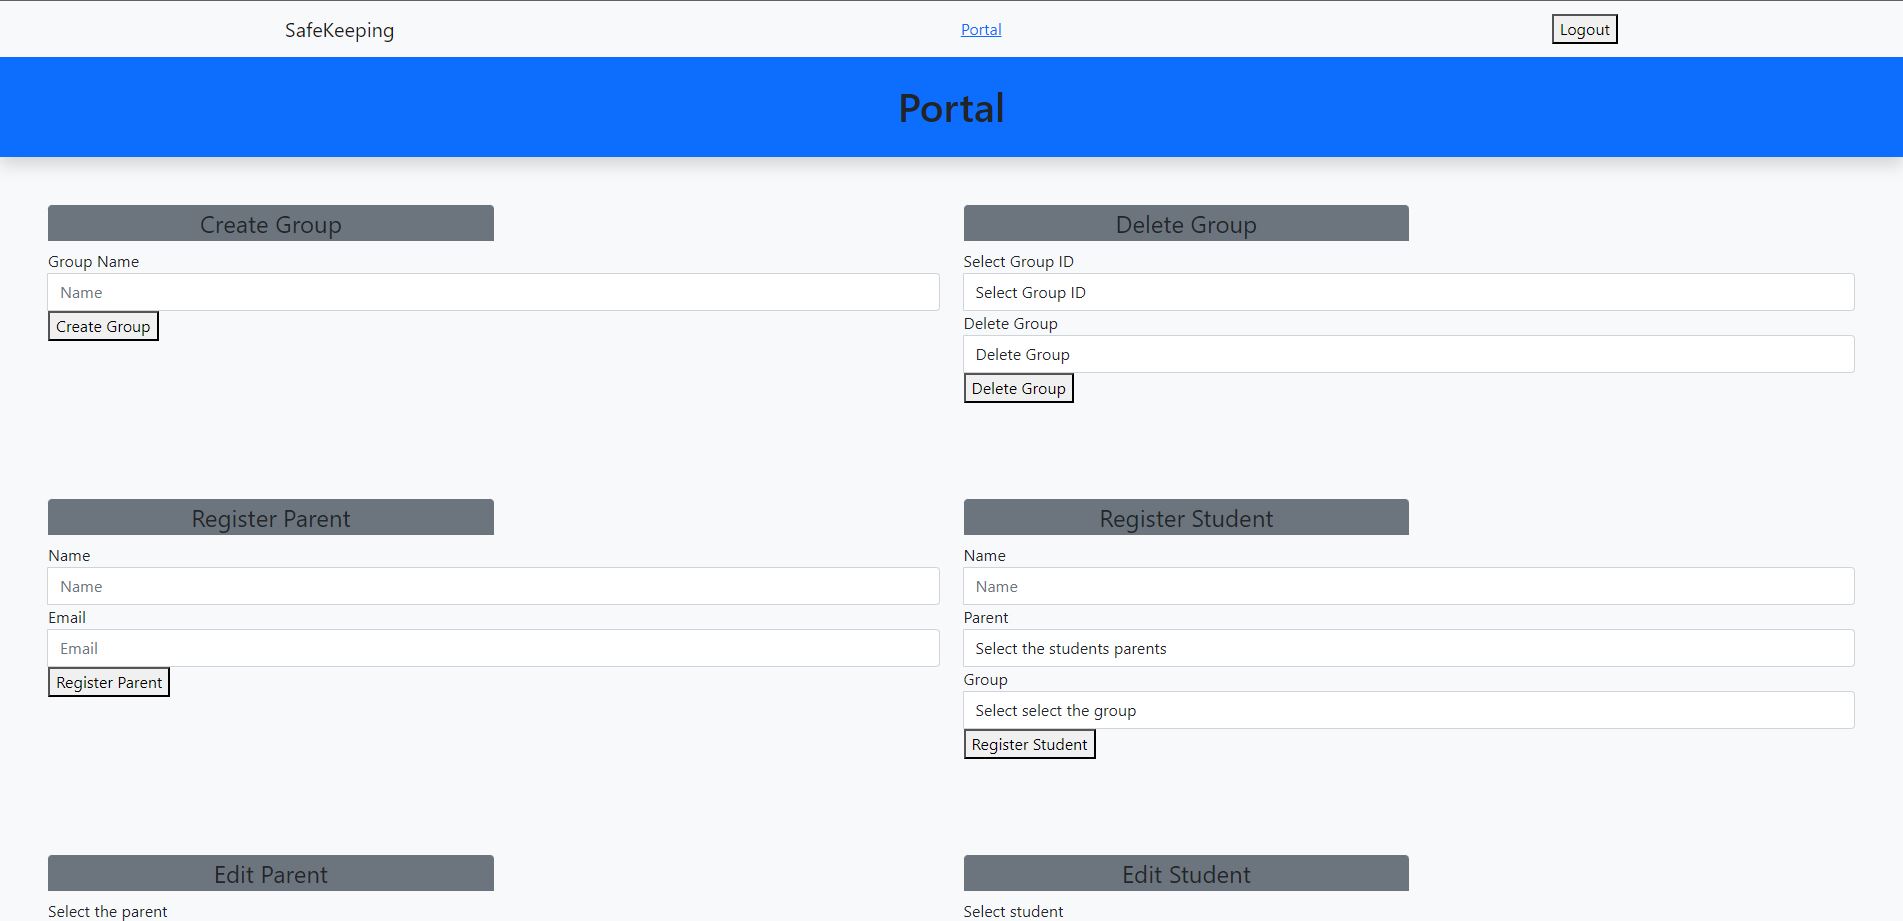 SafeKeeping
Portal
Logout
Portal
Create Group
Group Name
Name
Create Group
Delete Group
Select Group ID
Select Group ID
Delete Group
Delete Group
Delete Group
Register Parent
Name
Name
Email
Email
Register Parent
Register Student
Name
Name
Parent
Select the students parents
Group
Select select the group
Register Student
Edit Parent
Select the parent
Edit Student
Select student